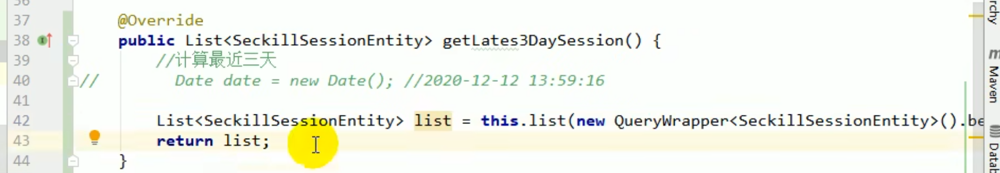 36
37 @Override
38 public List<SeckillSessionEntity> getLates3DaySession() {
39 //计算最近三天
40 // Date date = new Date(); //2020-12-12 13:59:16
41
42 List<SeckillSessionEntity> list = this.list(new QueryWrapper<SeckillSessionEntity>().be
43 return list;
44 }
rchy
m Maven
Datab